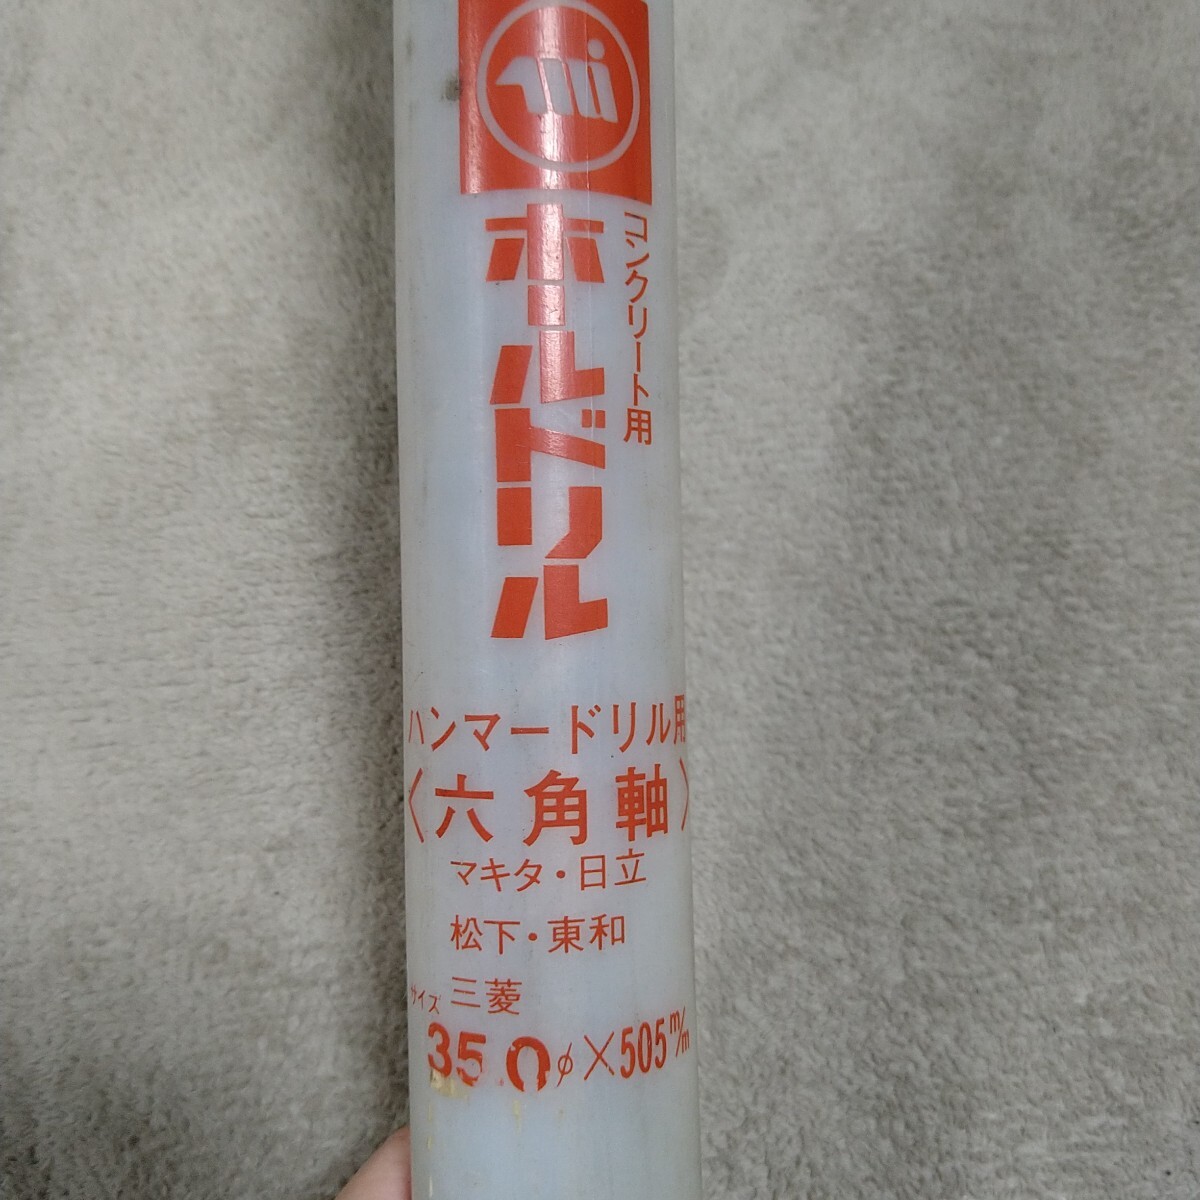 コンクリート用
ホールドリル
ハンマードリル用
〈六角軸〉
マキタ・日立
松下・東和
三菱
サイズ
35.0φ×505m/m